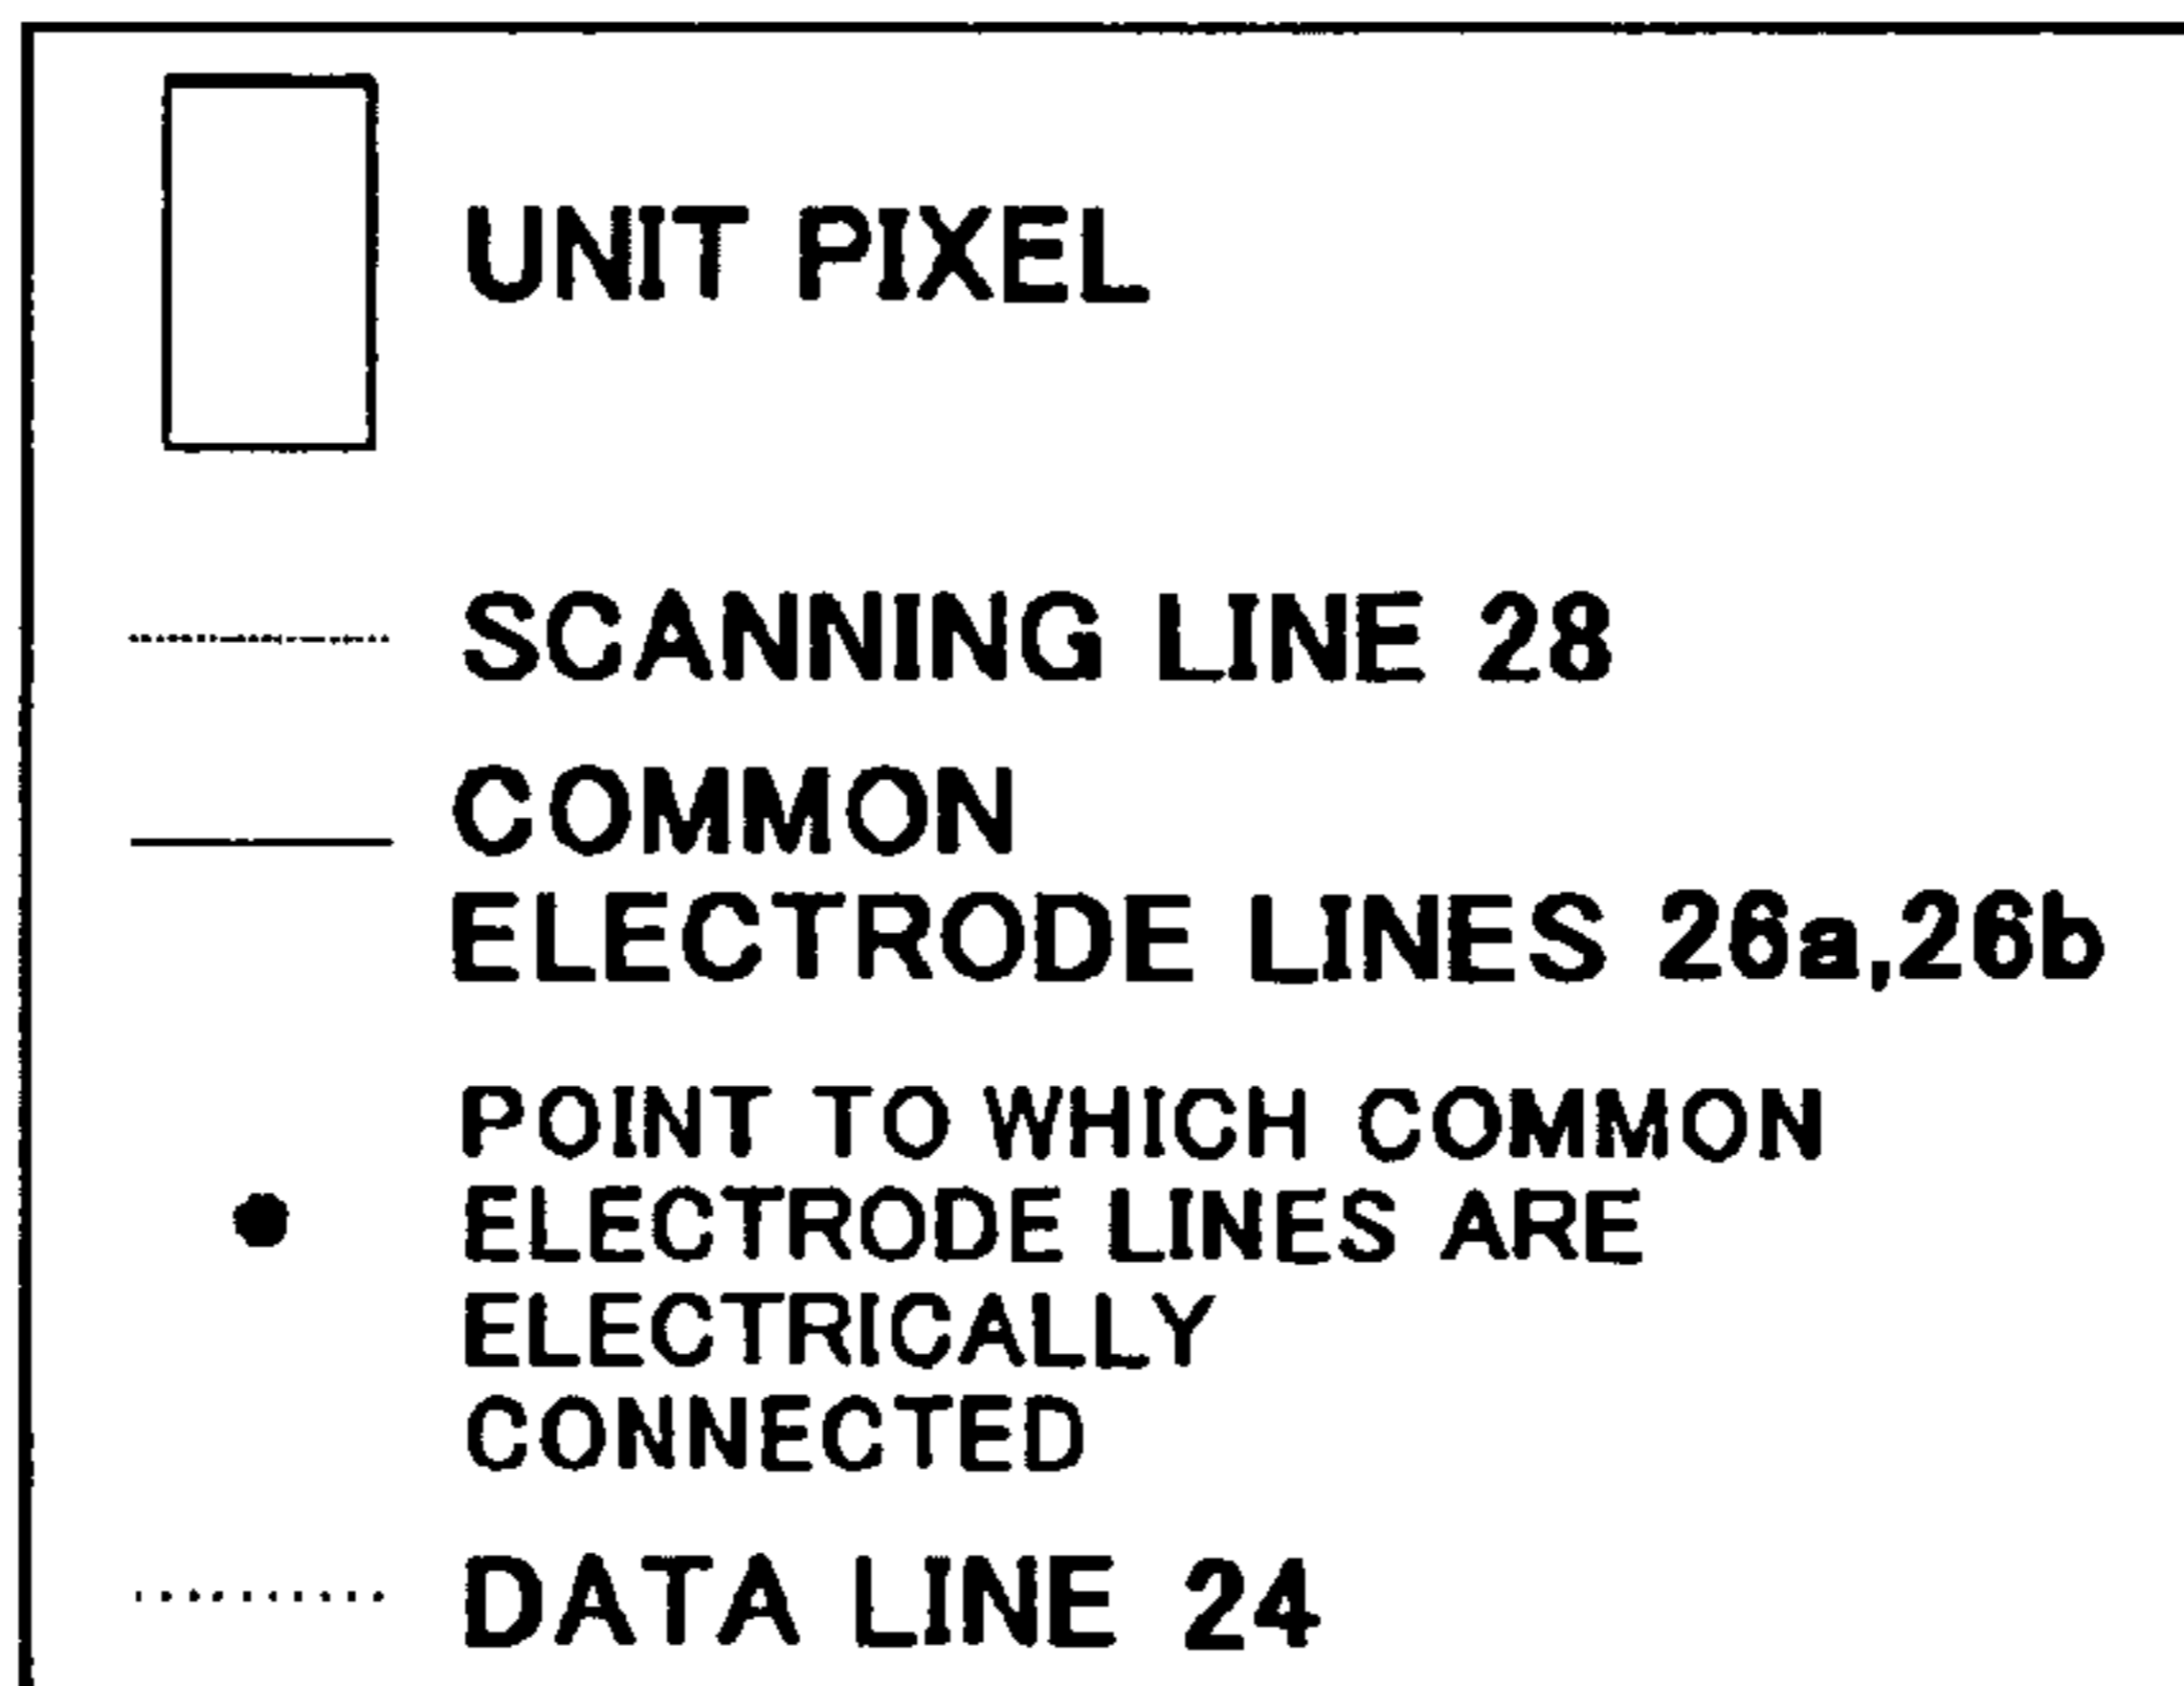 UNIT PIXEL
SCANNING LINE 28
COMMON
ELECTRODE LINES 26a,26b
POINT TO WHICH COMMON
ELECTRODE LINES ARE
ELECTRICALLY
CONNECTED
DATA LINE 24